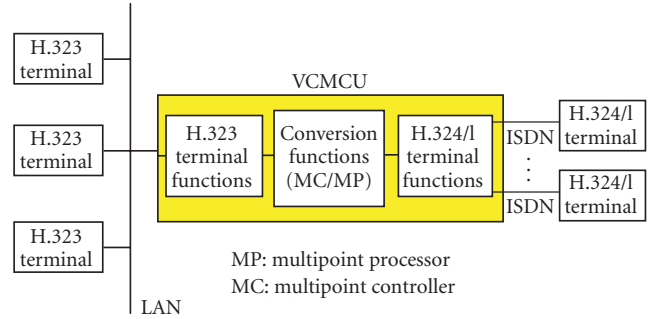 H.323
terminal
H.323
terminal
H.323
terminal
LAN
VCMCU
H.323
terminal
functions
Conversion
functions
(MC/MP)
H.324/l
terminal
functions
ISDN
ISDN
H.324/l
terminal
H.324/l
terminal
MP: multipoint processor
MC: multipoint controller